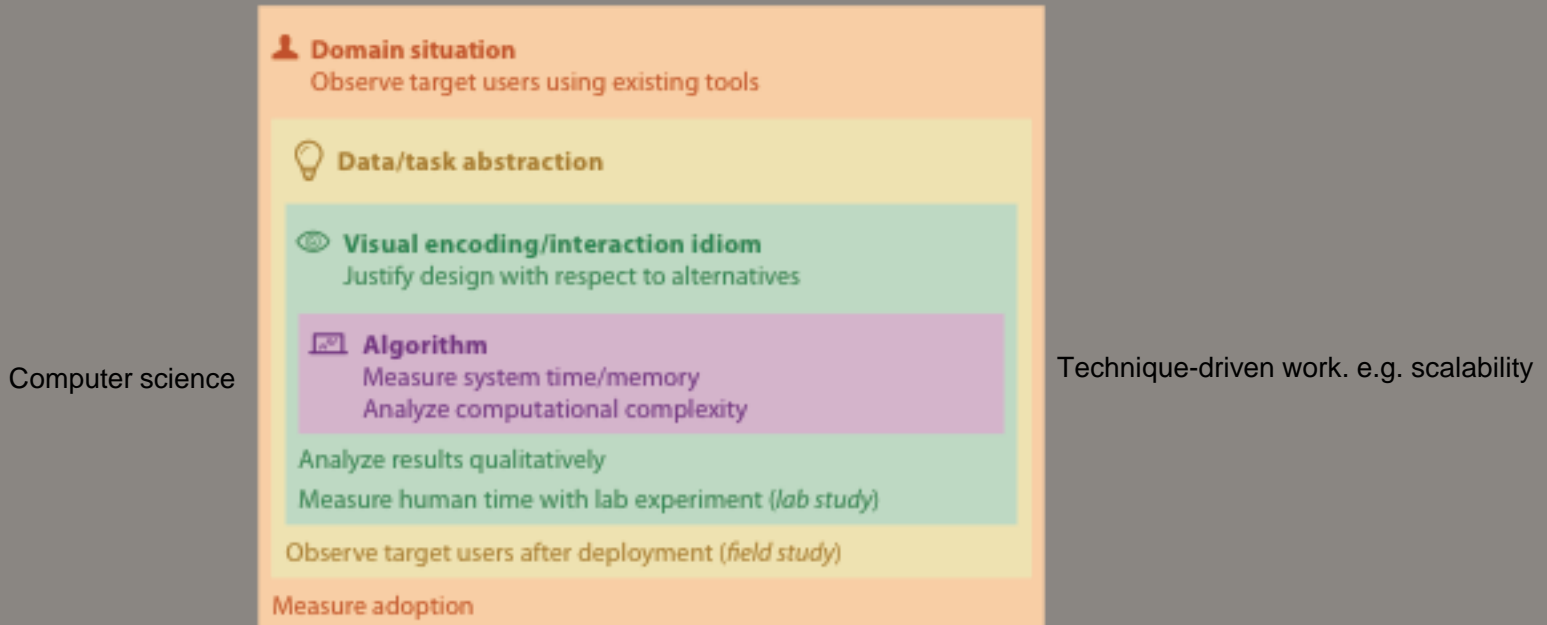 Domain situation
Observe target users using existing tools
Data/task abstraction
Visual encoding/interaction idiom
Justify design with respect to alternatives
Algorithm
Measure system time/memory
Analyze computational complexity
Computer science
Technique-driven work. e.g. scalability
Analyze results qualitatively
Measure human time with lab experiment (lab study)
Observe target users after deployment (field study)
Measure adoption